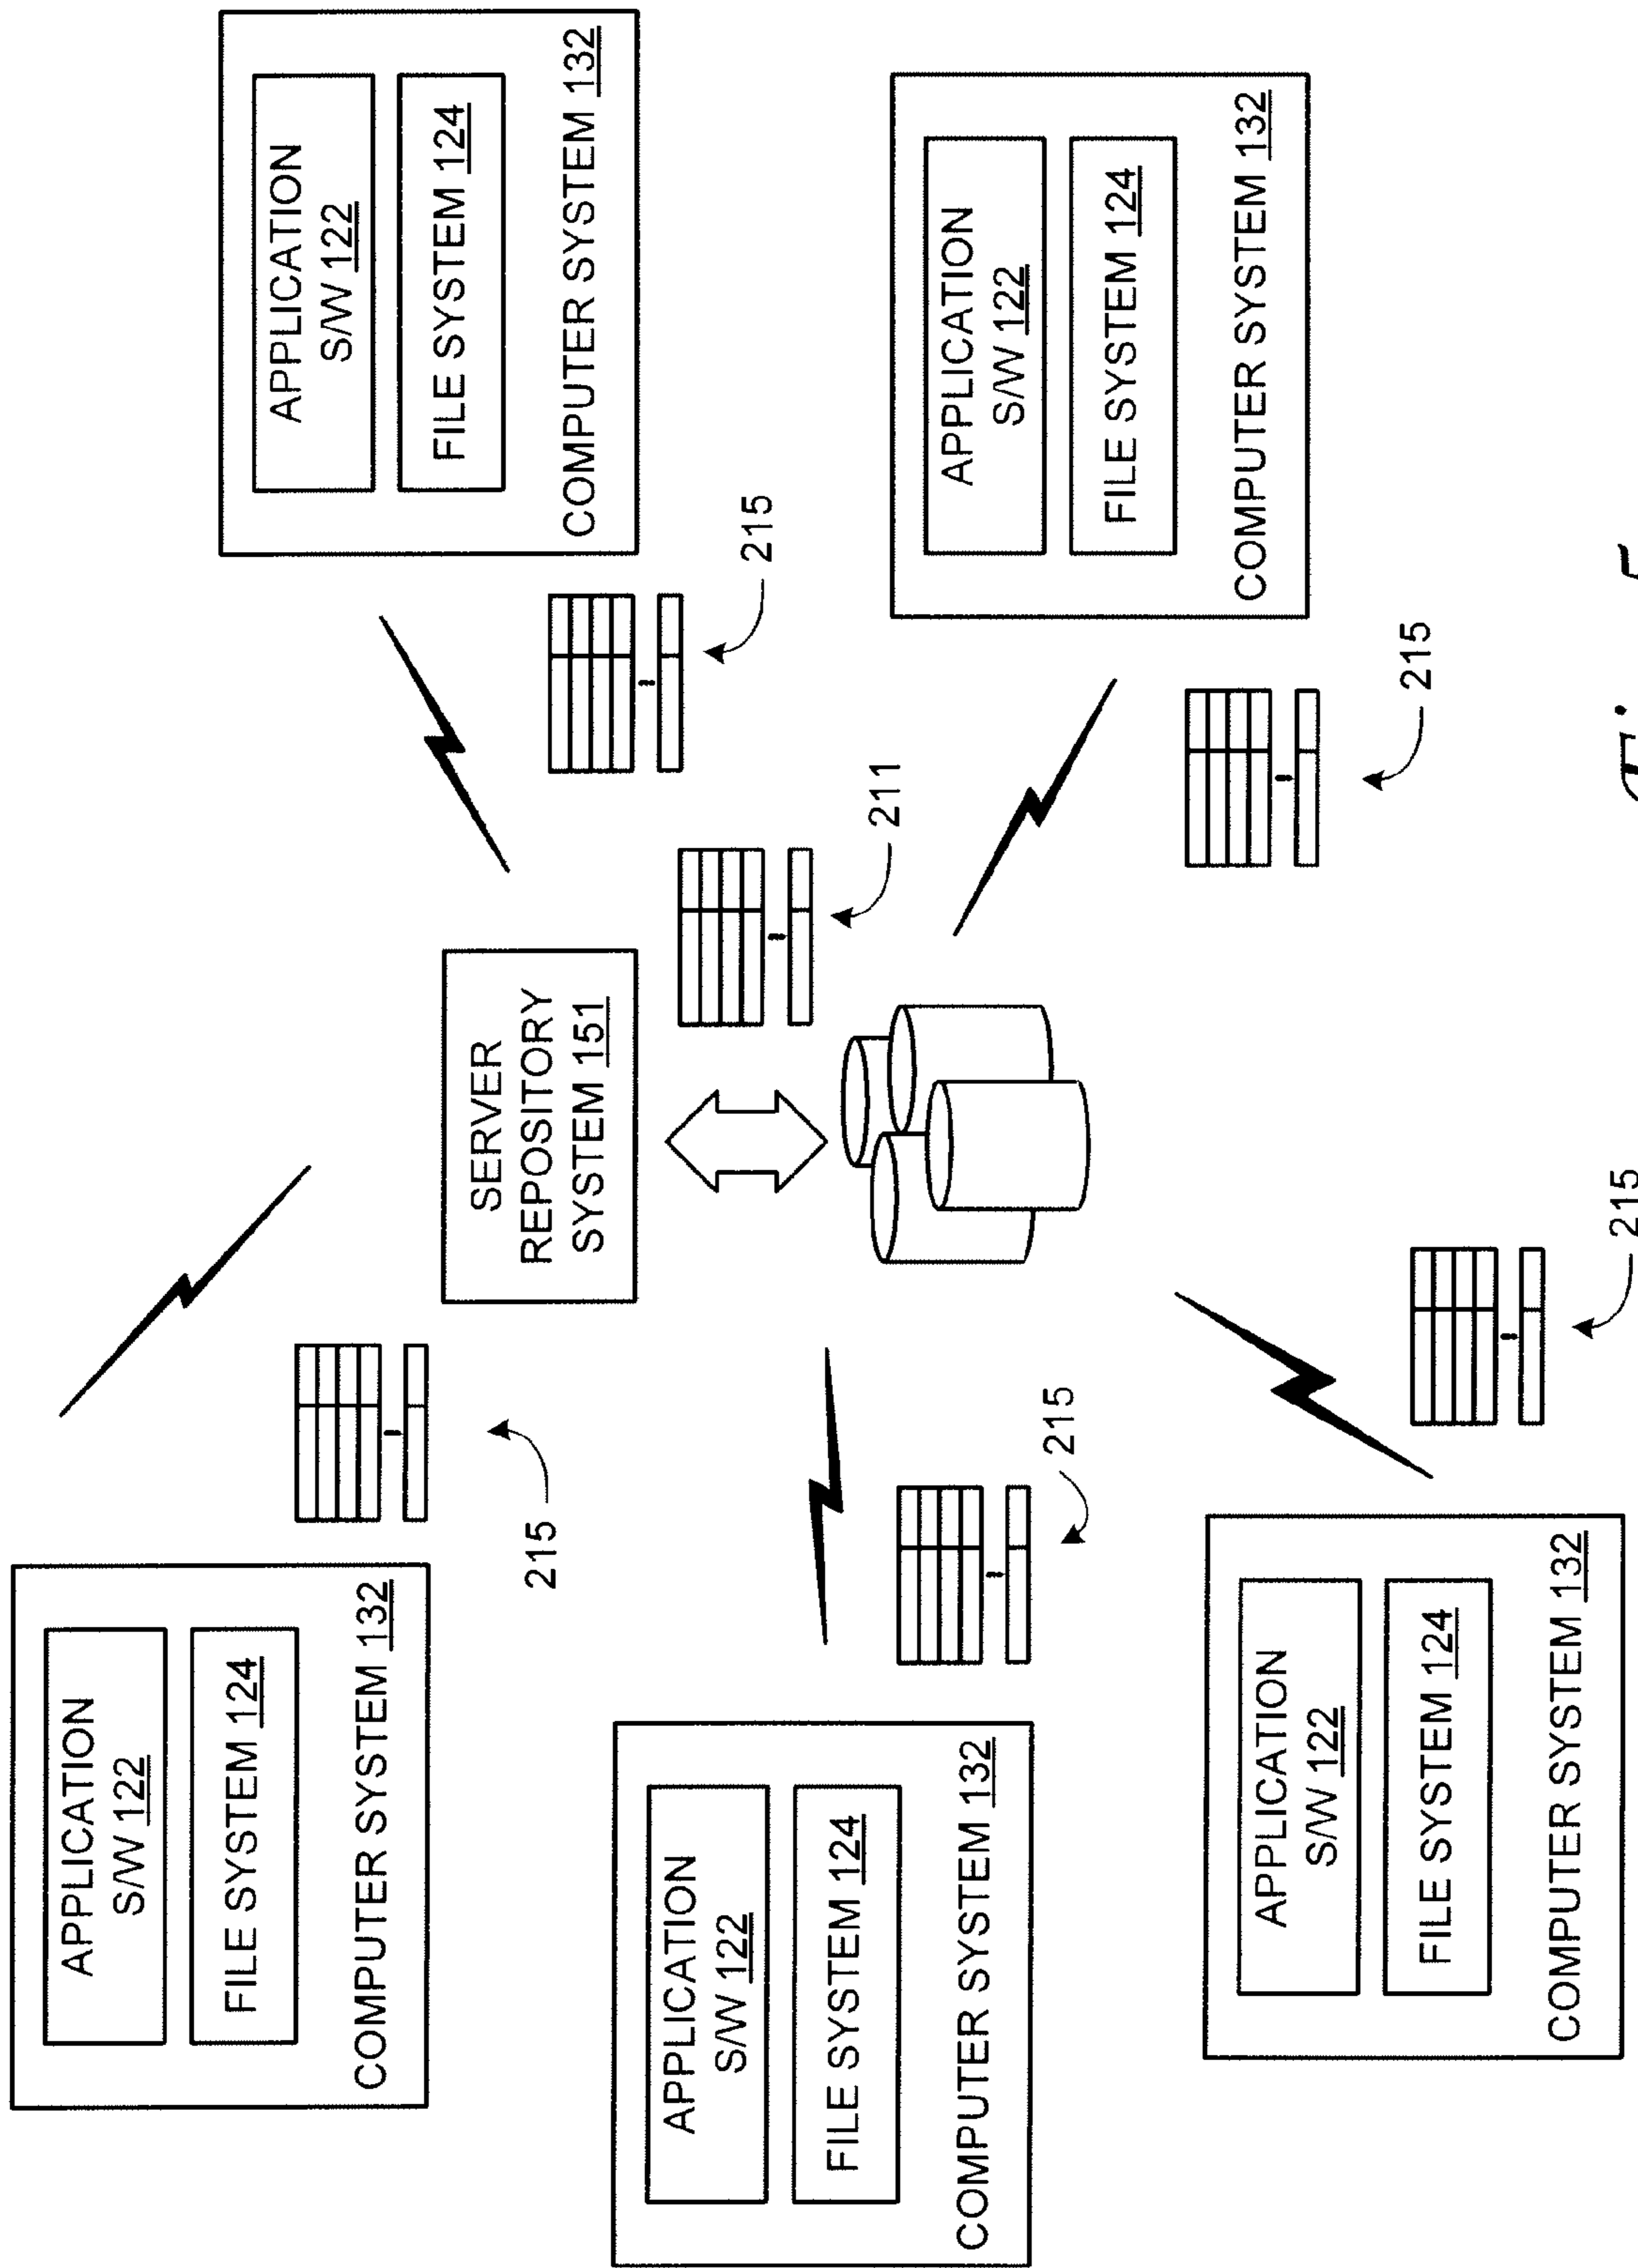 APPLICATION
S/W 122
FILE SYSTEM 124
COMPUTER SYSTEM 132
215
APPLICATION
S/W 122
FILE SYSTEM 124
COMPUTER SYSTEM 132
215
SERVER
REPOSITORY
SYSTEM 151
211
APPLICATION
S/W 122
FILE SYSTEM 124
COMPUTER SYSTEM 132
215
APPLICATION
S/W 122
FILE SYSTEM 124
COMPUTER SYSTEM 132
215
APPLICATION
S/W 122
FILE SYSTEM 124
COMPUTER SYSTEM 132
215